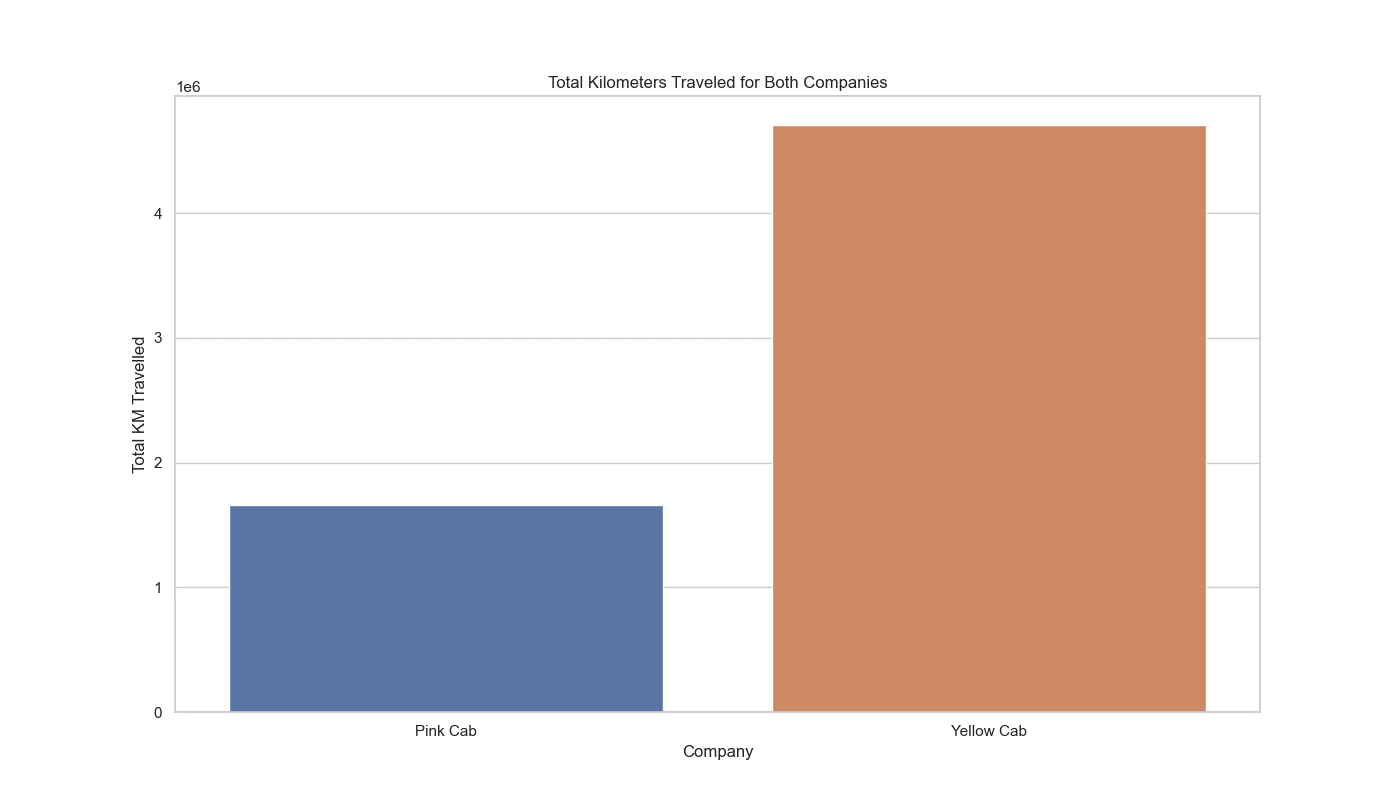 Total Kilometers Traveled for Both Companies
1e6
4
3
2
1
0
Total KM Travelled
Pink Cab
Yellow Cab
Company